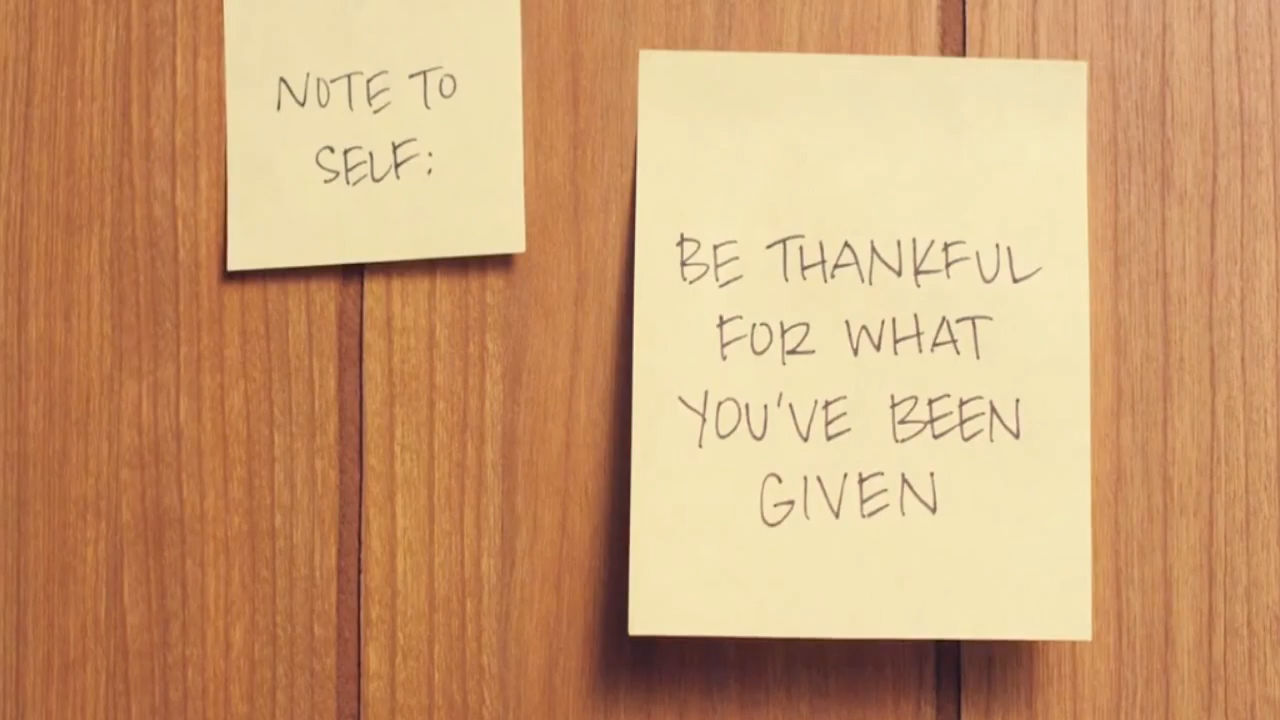 NOTE TO
SELF:
BE THANKFUL
FOR WHAT
YOU'VE BEEN
GIVEN